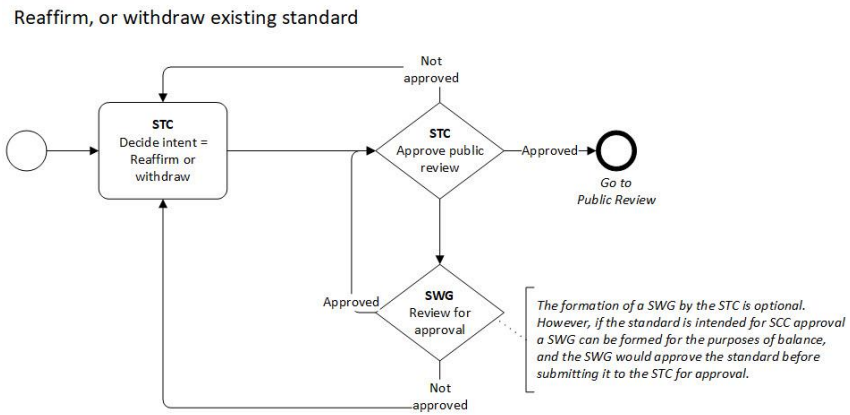 Reaffirm, or withdraw existing standard
Not
approved
STC
Decide intent =
Reaffirm or
withdraw
STC
Approve public
review
Approved
Go to
Public Review
Approved
SWG
Review for
approval
The formation of a SWG by the STC is optional.
However, if the standard is intended for SCC approval
a SWG can be formed for the purposes of balance,
and the SWG would approve the standard before
submitting it to the STC for approval.
Not
approved